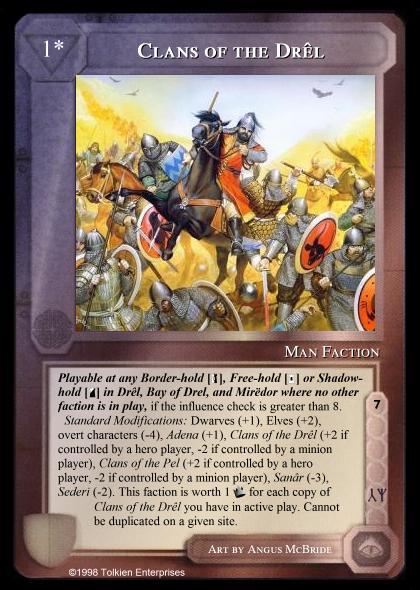 1*
CLANS OF THE DRÊL
MAN FACTION
Playable at any Border-hold [], Free-hold [] or Shadow-
hold [] in Drêl, Bay of Drel, and Mirëdor where no
other faction is in play, if the influence check is greater than 8.
Standard Modifications: Dwarves (+1), Elves (+2),
overt characters (-4), Adena (+1), Clans of the Drêl (+2 if
controlled by a hero player, -2 if controlled by a minion
player), Clans of the Pel (+2 if controlled by a hero
player, -2 if controlled by a minion player), Sanâr (-3),
Sederi (-2). This faction is worth 1 for each copy of
Clans of the Drêl you have in active play. Cannot
be duplicated on a given site.
7
ART BY ANGUS MCBRIDE
©1998 Tolkien Enterprises